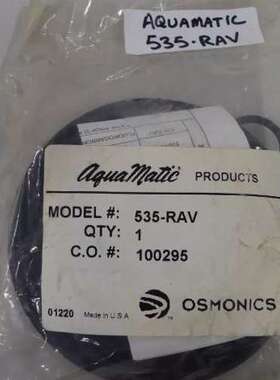 AQUAMATIC
535-RAV
AquaMatic PRODUCTS
MODEL #: 535-RAV
QTY: 1
C.O. #: 100295
01220 Made in U.S.A
OSMONICS